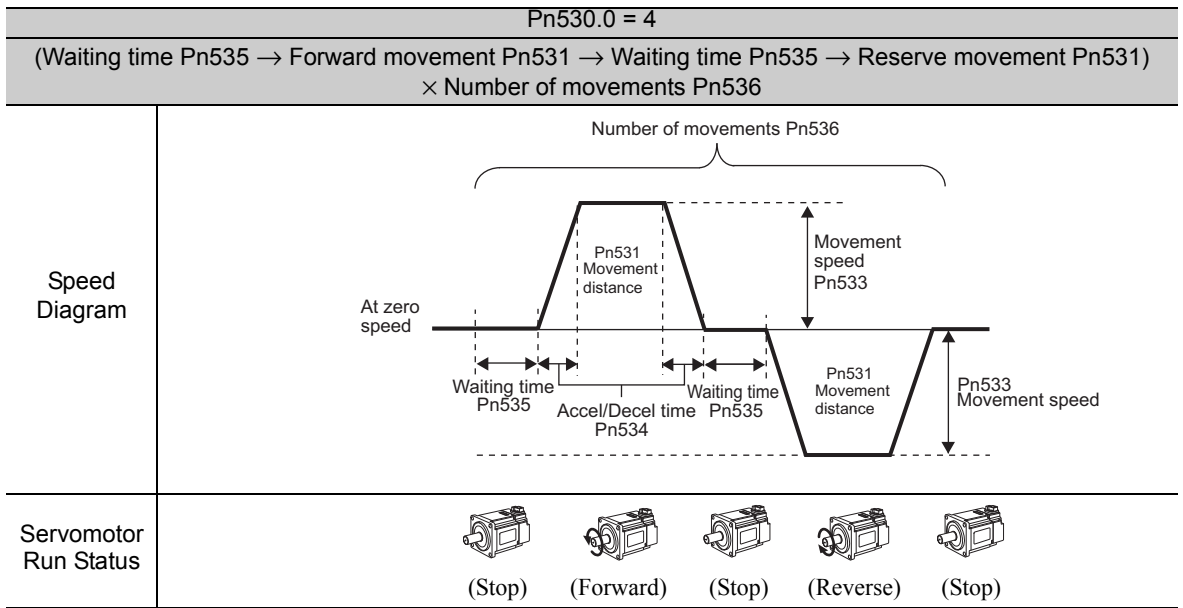 Pn530.0 = 4
(Waiting time Pn535 → Forward movement Pn531 → Waiting time Pn535 → Reserve movement Pn531)
× Number of movements Pn536
Speed
Diagram
Number of movements Pn536
Pn531
Movement
distance
Movement
speed
Pn533
At zero
speed
Waiting time
Pn535
Accel/Decel time
Pn534
Waiting time
Pn535
Pn531
Movement
distance
Pn533
Movement speed
Servomotor
Run Status
(Stop) (Forward) (Stop) (Reverse) (Stop)